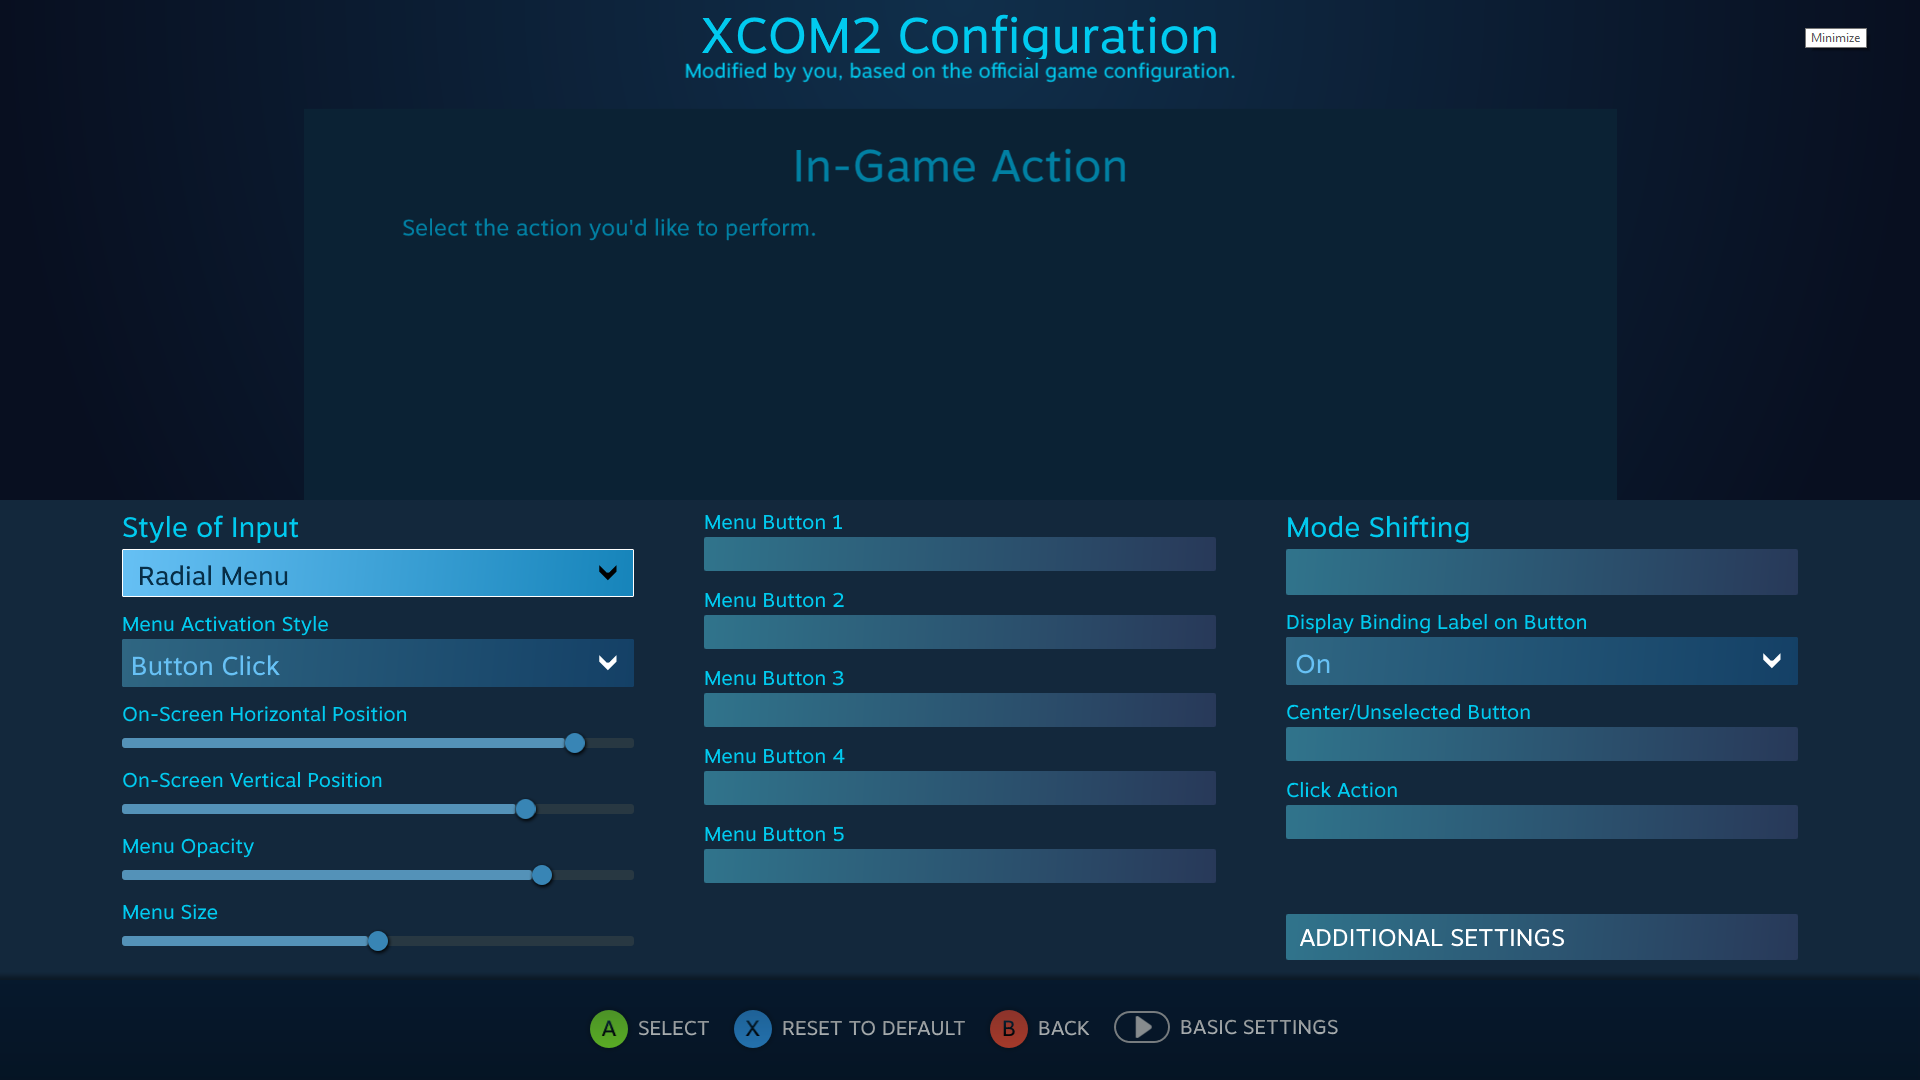 XCOM2 Configuration
Modified by you, based on the official game configuration.
Minimize
In-Game Action
Select the action you'd like to perform.
Style of Input
Radial Menu
Menu Activation Style
Button Click
On-Screen Horizontal Position
On-Screen Vertical Position
Menu Opacity
Menu Size
Menu Button 1
Menu Button 2
Menu Button 3
Menu Button 4
Menu Button 5
Mode Shifting
Display Binding Label on Button
On
Center/Unselected Button
Click Action
ADDITIONAL SETTINGS
A SELECT X RESET TO DEFAULT B BACK BASIC SETTINGS